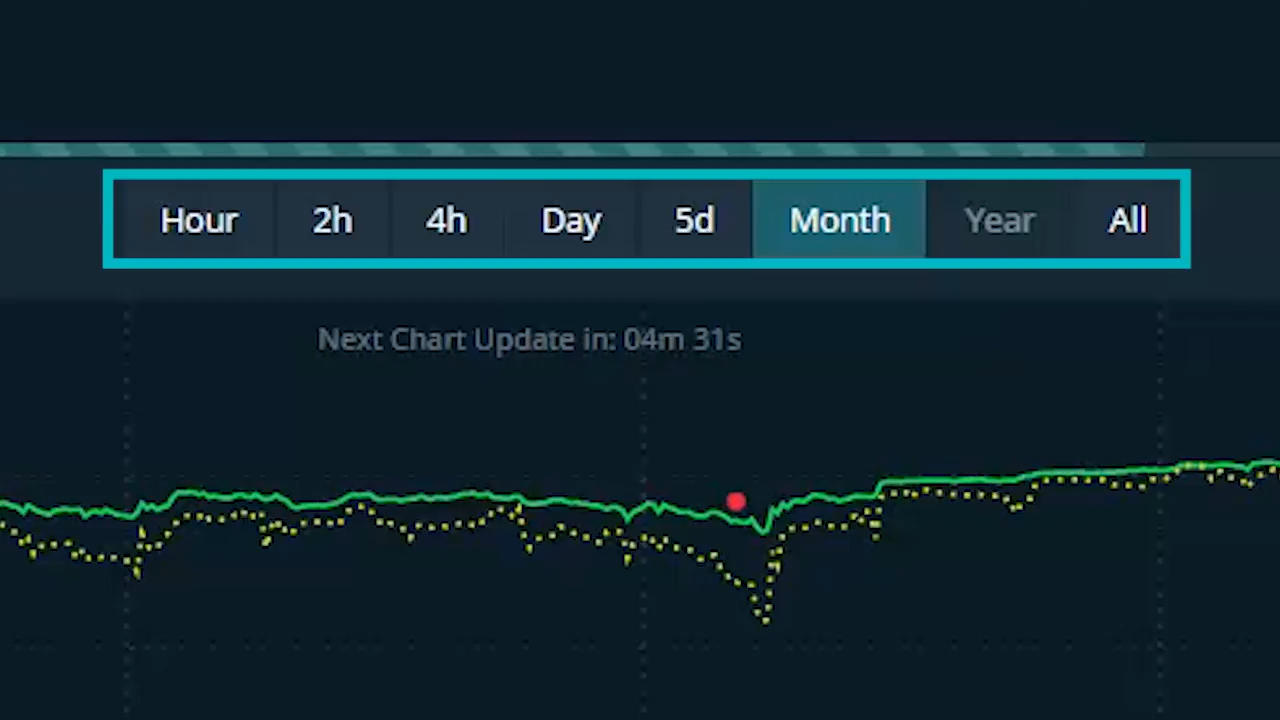 Hour 2h 4h Day 5d Month Year All
Next Chart Update in: 04m 31s